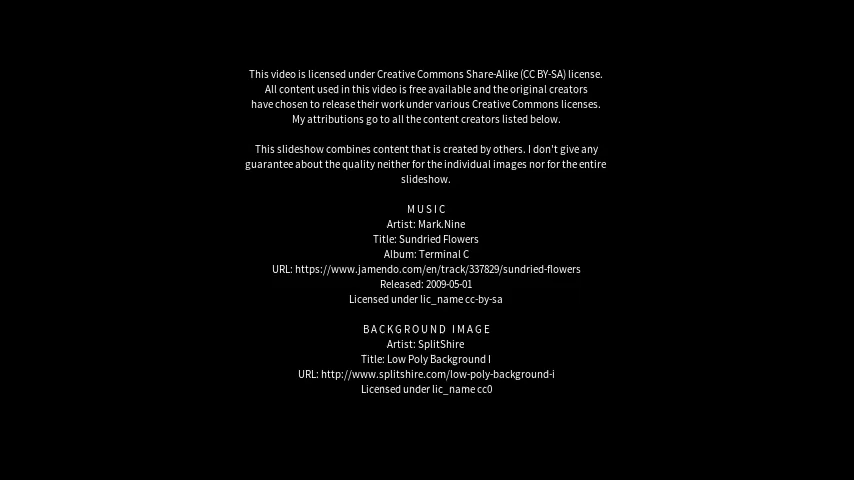 This video is licensed under Creative Commons Share-Alike (CC BY-SA) license.
All content used in this video is free available and the original creators
have chosen to release their work under various Creative Commons licenses.
My attributions go to all the content creators listed below.
This slideshow combines content that is created by others. I don't give any
guarantee about the quality neither for the individual images nor for the entire
slideshow.
MUSIC
Artist: Mark.Nine
Title: Sundried Flowers
Album: Terminal C
URL: https://www.jamendo.com/en/track/337829/sundried-flowers
Released: 2009-05-01
Licensed under lic_name cc-by-sa
BACKGROUND IMAGE
Artist: SplitShire
Title: Low Poly Background I
URL: http://www.splitshire.com/low-poly-background-i
Licensed under lic_name cc0